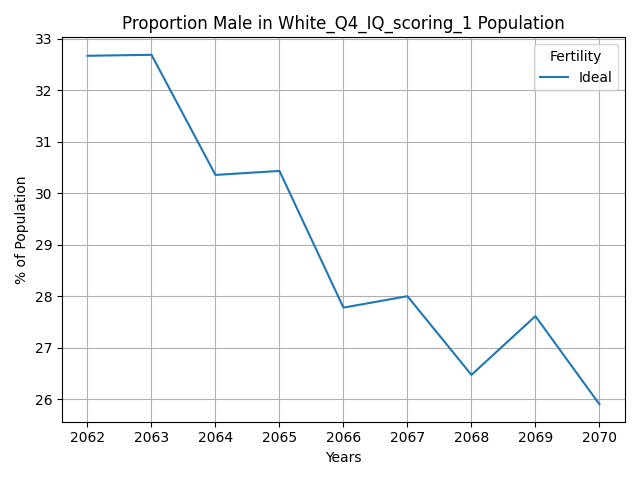 Proportion Male in White_Q4_IQ_scoring_1 Population
Fertility
Ideal
% of Population
33
32
31
30
29
28
27
26
2062 2063 2064 2065 2066 2067 2068 2069 2070
Years